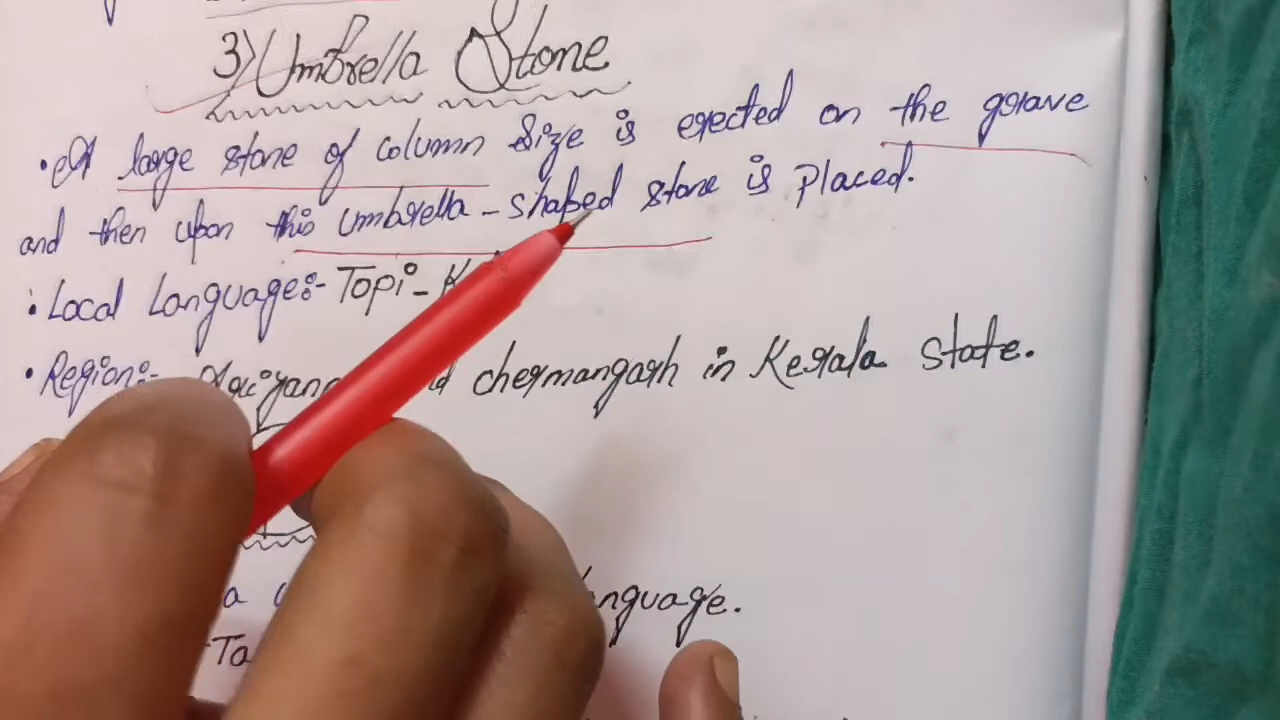 3) Umbrella Stone
• A large stone of column size is erected on the grave
and then upon this umbrella-shaped stone is placed.
• Local Language:- Topi-
• Region:- chermangarh in Kerala State.
a
Ta